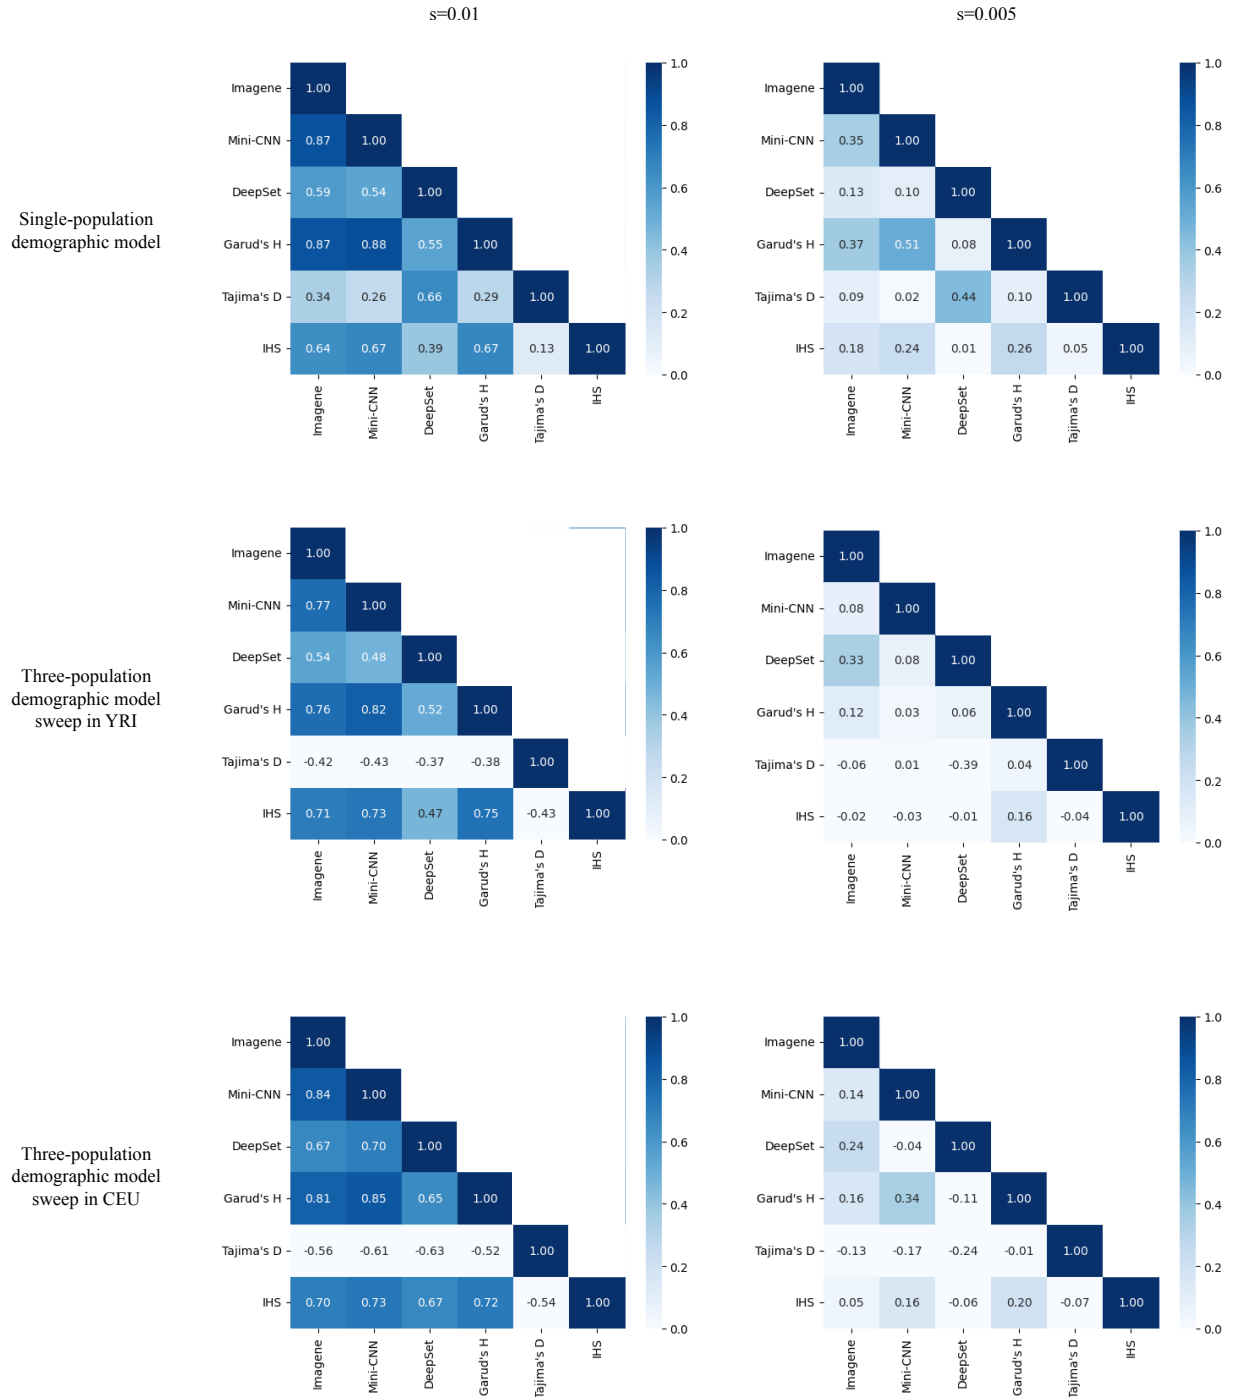 s=0.01
s=0.005
Single-population
demographic model
Imagene 1.00
Mini-CNN 0.87 1.00
DeepSet 0.59 0.54 1.00
Garud's H 0.87 0.88 0.55 1.00
Tajima's D 0.34 0.26 0.66 0.29 1.00
IHS 0.64 0.67 0.39 0.67 0.13 1.00
Imagene Mini-CNN DeepSet Garud's H Tajima's D IHS
1.0
0.8
0.6
0.4
0.2
0.0
Imagene 1.00
Mini-CNN 0.35 1.00
DeepSet 0.13 0.10 1.00
Garud's H 0.37 0.51 0.08 1.00
Tajima's D 0.09 0.02 0.44 0.10 1.00
IHS 0.18 0.24 0.01 0.26 0.05 1.00
Imagene Mini-CNN DeepSet Garud's H Tajima's D IHS
1.0
0.8
0.6
0.4
0.2
0.0
Three-population
demographic model
sweep in YRI
Imagene 1.00
Mini-CNN 0.77 1.00
DeepSet 0.54 0.48 1.00
Garud's H 0.76 0.82 0.52 1.00
Tajima's D -0.42 -0.43 -0.37 -0.38 1.00
IHS 0.71 0.73 0.47 0.75 -0.43 1.00
Imagene Mini-CNN DeepSet Garud's H Tajima's D IHS
1.0
0.8
0.6
0.4
0.2
0.0
Imagene 1.00
Mini-CNN 0.08 1.00
DeepSet 0.33 0.08 1.00
Garud's H 0.12 0.03 0.06 1.00
Tajima's D -0.06 0.01 -0.39 0.04 1.00
IHS -0.02 -0.03 -0.01 0.16 -0.04 1.00
Imagene Mini-CNN DeepSet Garud's H Tajima's D IHS
1.0
0.8
0.6
0.4
0.2
0.0
Three-population
demographic model
sweep in CEU
Imagene 1.00
Mini-CNN 0.84 1.00
DeepSet 0.67 0.70 1.00
Garud's H 0.81 0.85 0.65 1.00
Tajima's D -0.56 -0.61 -0.63 -0.52 1.00
IHS 0.70 0.73 0.67 0.72 -0.54 1.00
Imagene Mini-CNN DeepSet Garud's H Tajima's D IHS
1.0
0.8
0.6
0.4
0.2
0.0
Imagene 1.00
Mini-CNN 0.14 1.00
DeepSet 0.24 -0.04 1.00
Garud's H 0.16 0.34 -0.11 1.00
Tajima's D -0.13 -0.17 -0.24 -0.01 1.00
IHS 0.05 0.16 -0.06 0.20 -0.07 1.00
Imagene Mini-CNN DeepSet Garud's H Tajima's D IHS
1.0
0.8
0.6
0.4
0.2
0.0